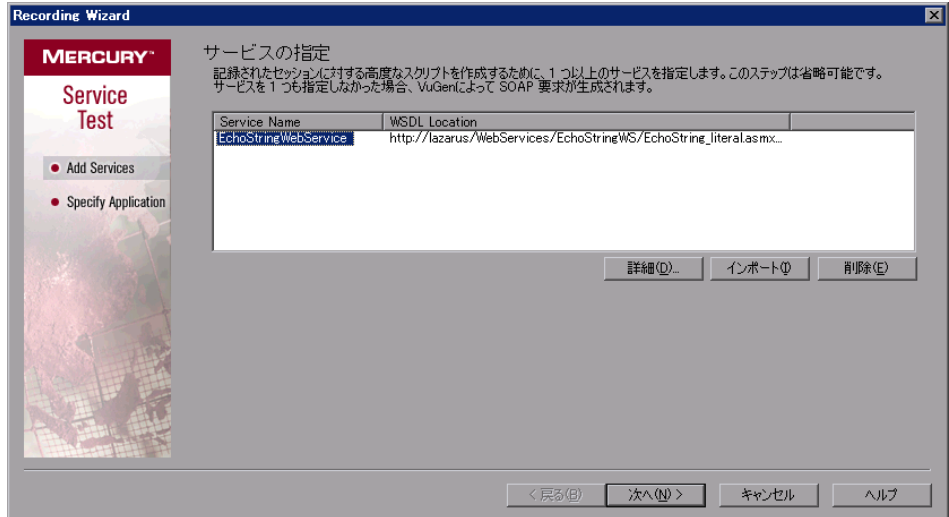 Recording Wizard
MERCURY™
Service
Test
Add Services
Specify Application
サービスの指定
記録されたセッションに対する高度なスクリプトを作成するために、1 つ以上のサービスを指定します。このステップは省略可能です。
サービスを 1 つも指定しなかった場合、VuGenによって SOAP 要求が生成されます。
Service Name WSDL Location
EchoStringWebService http://lazarus/WebServices/EchoStringWS/EchoString_literal.asmx...
詳細(D)... インポート(I) 削除(E)
< 戻る(B) 次へ(N) > キャンセル ヘルプ